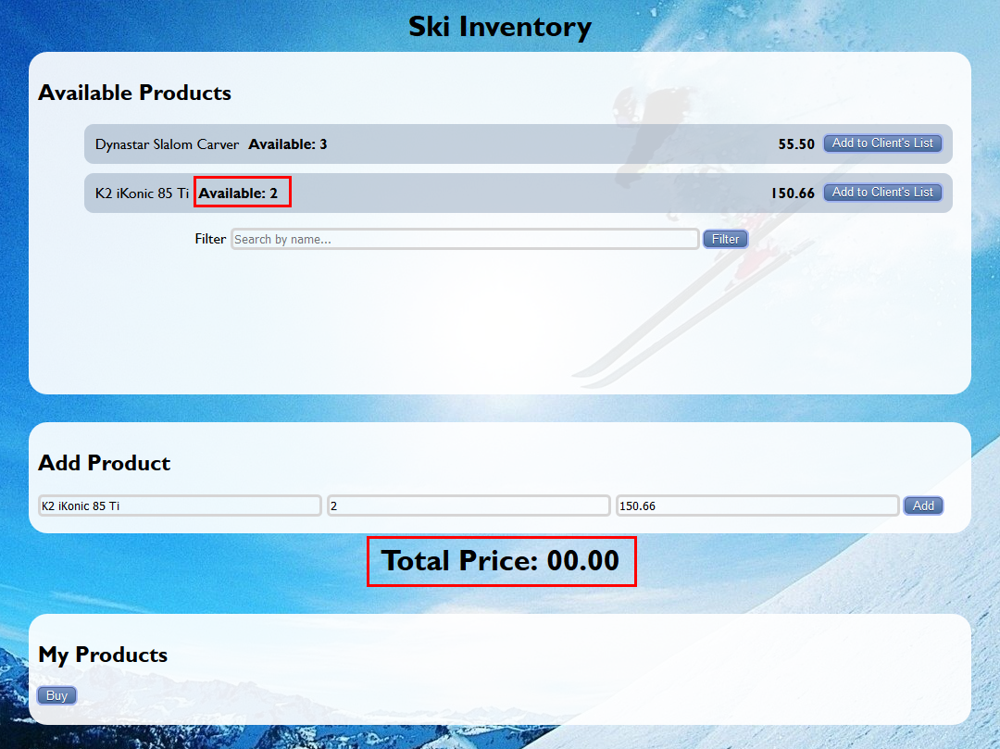 Ski Inventory
Available Products
Dynastar Slalom Carver Available: 3 55.50 Add to Client's List
K2 iKonic 85 Ti Available: 2 150.66 Add to Client's List
Filter Search by name... Filter
Add Product
K2 iKonic 85 Ti 2 150.66 Add
Total Price: 00.00
My Products
Buy